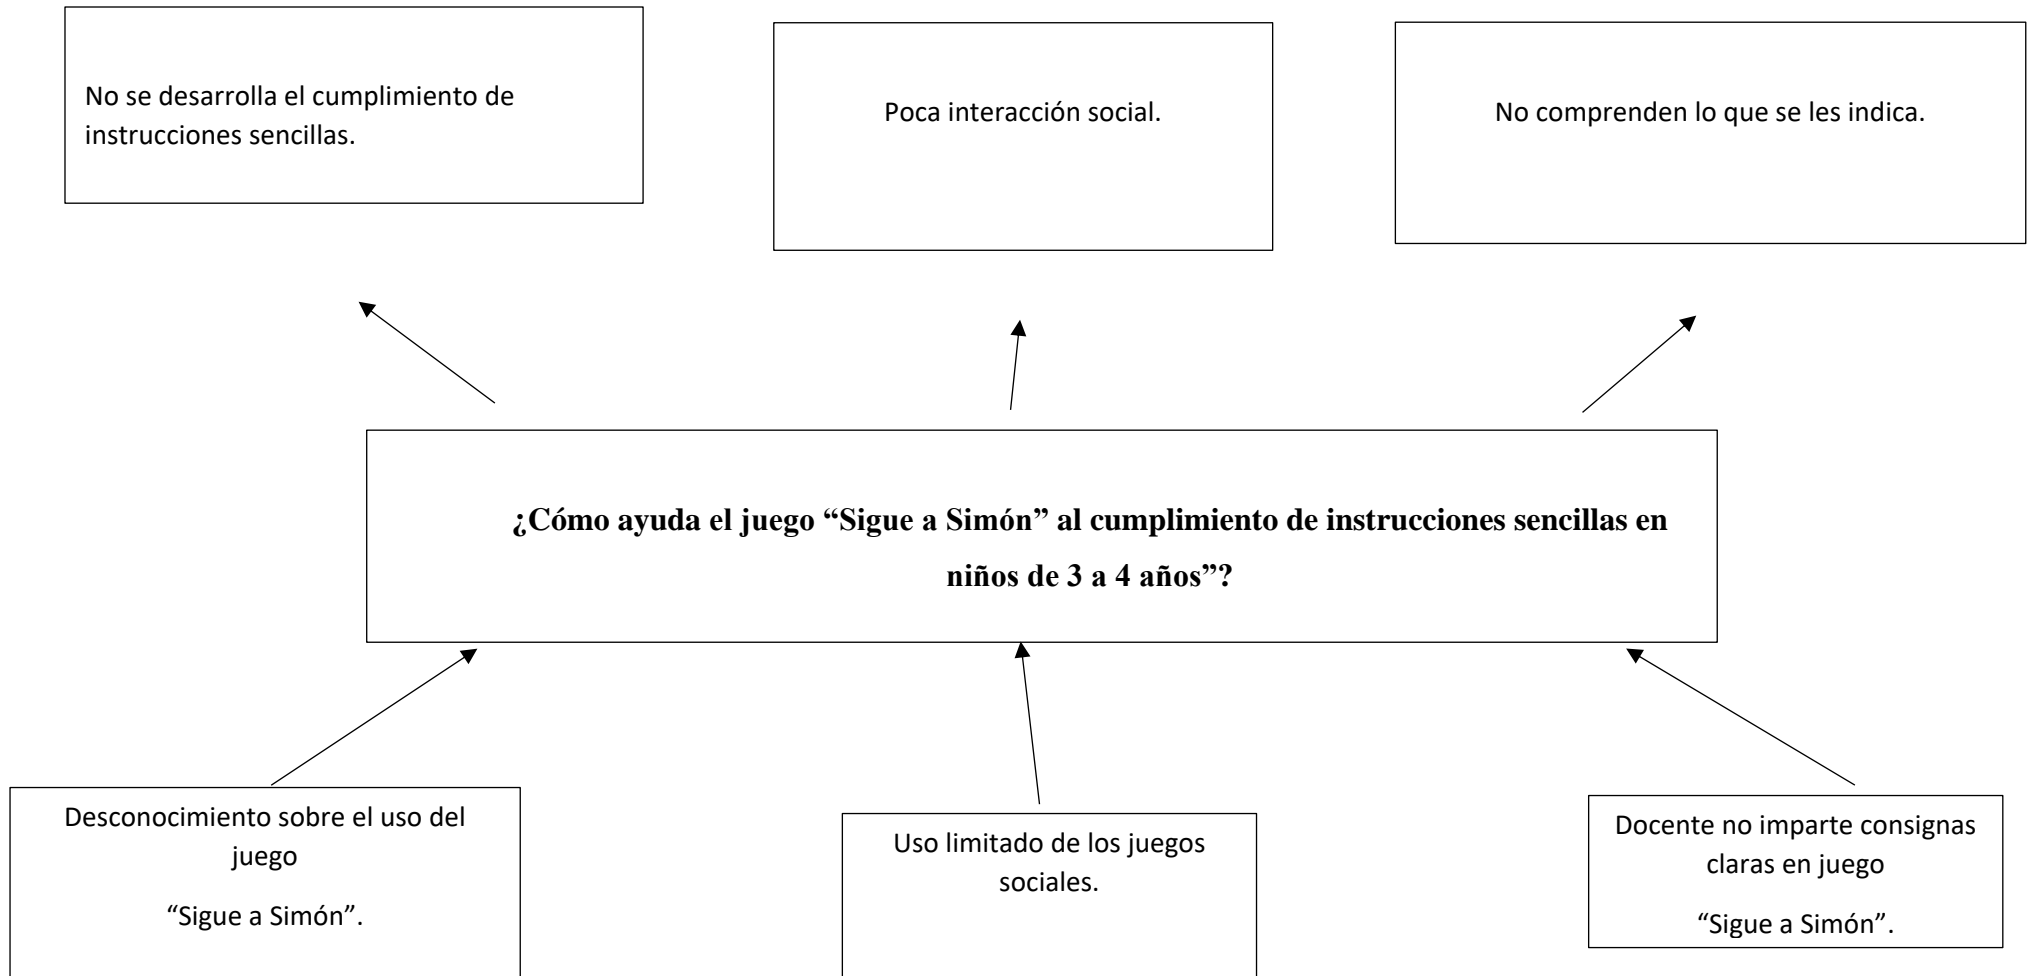 No se desarrolla el cumplimiento de
instrucciones sencillas.
Poca interacción social.
No comprenden lo que se les indica.
¿Cómo ayuda el juego “Sigue a Simón” al cumplimiento de instrucciones sencillas en
niños de 3 a 4 años”?
Desconocimiento sobre el uso del
juego
“Sigue a Simón”.
Uso limitado de los juegos
sociales.
Docente no imparte consignas
claras en juego
“Sigue a Simón”.